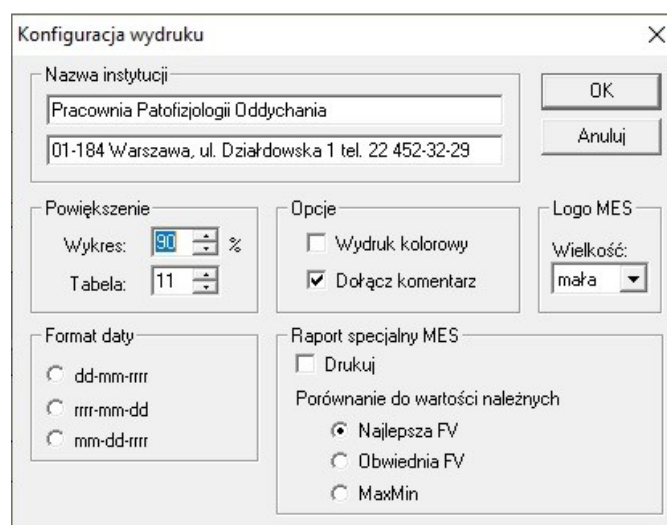 Konfiguracja wydruku
Nazwa instytucji
Pracownia Patofizjologii Oddychania
01-184 Warszawa, ul. Działdowska 1 tel. 22 452-32-29
OK
Anuluj
Powiększenie
Wykres: 90 %
Tabela: 11
Opcje
Wydruk kolorowy
Dołącz komentarz
Logo MES
Wielkość:
mała
Format daty
dd-mm-rrrr
rrrr-mm-dd
mm-dd-rrrr
Raport specjalny MES
Drukuj
Porównanie do wartości należnych
Najlepsza FV
Obwiednia FV
MaxMin